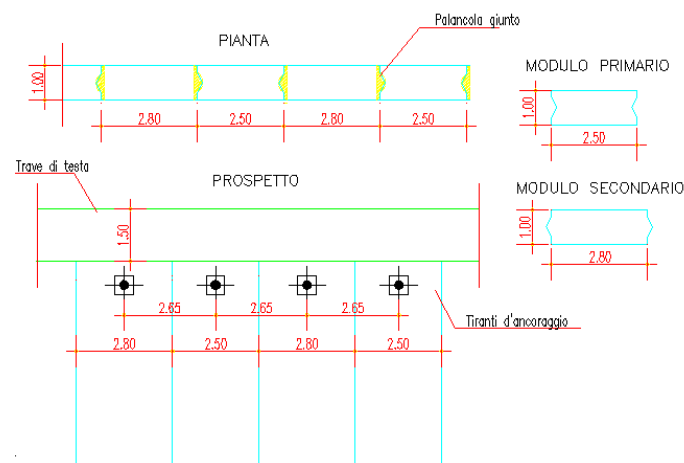 Palancola giunto
PIANTA
MODULO PRIMARIO
1.00
1.00
2.80
2.50
2.80
2.50
2.50
Trave di testa
PROSPETTO
MODULO SECONDARIO
1.50
1.00
2.80
2.65
2.65
2.65
Tiranti d'ancoraggio
2.80
2.50
2.80
2.50